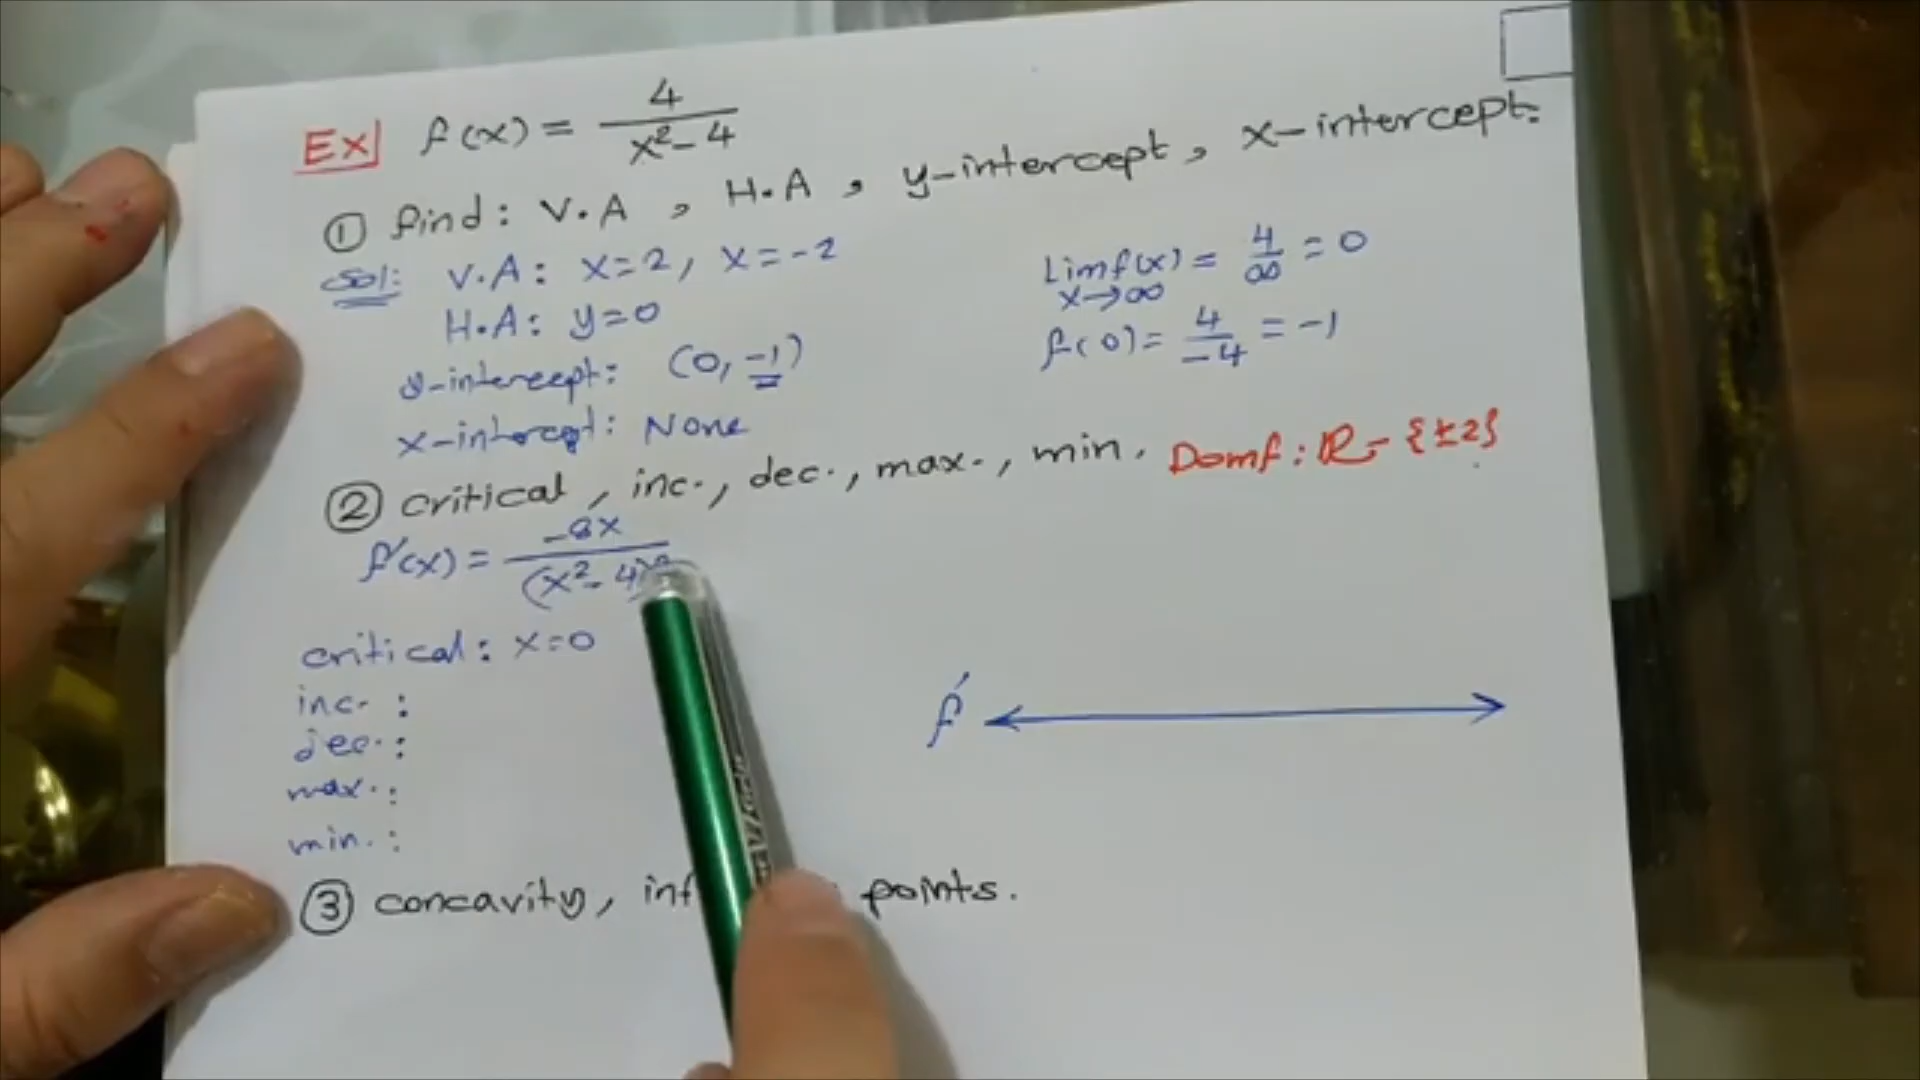 Ex f(x) = 4 / (x² - 4)
① find: V.A , H.A , y-intercept , x-intercept.
Sol: V.A: x=2, x=-2
H.A: y=0
y-intercept: (0, -1)
x-intercept: None
Lim f(x) = 4/∞ = 0
x→∞
f(0) = 4/-4 = -1
② critical , inc. , dec. , max. , min. Domf: R- {±2}
f'(x) = -8x / (x² - 4)
critical: x=0
inc. :
dec. :
max. :
min. :
f'
③ concavity, points.